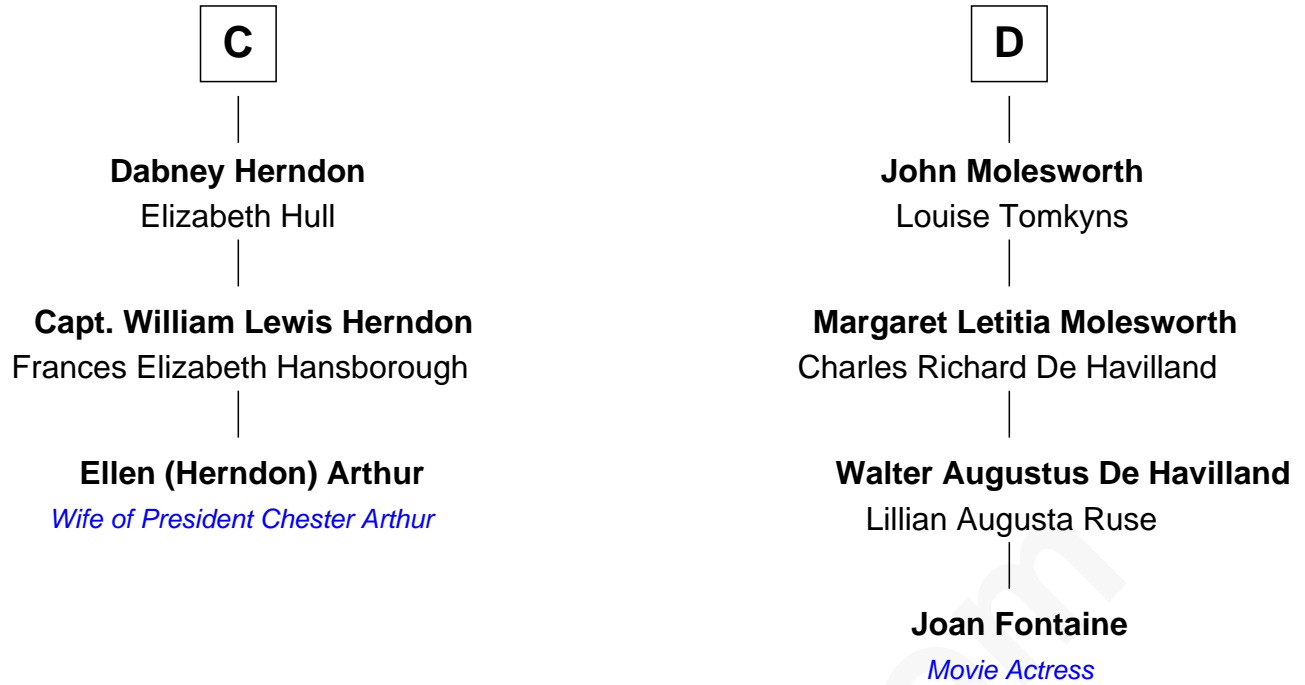 C
Dabney Herndon
Elizabeth Hull
Capt. William Lewis Herndon
Frances Elizabeth Hansborough
Ellen (Herndon) Arthur
Wife of President Chester Arthur
D
John Molesworth
Louise Tomkyns
Margaret Letitia Molesworth
Charles Richard De Havilland
Walter Augustus De Havilland
Lillian Augusta Ruse
Joan Fontaine
Movie Actress